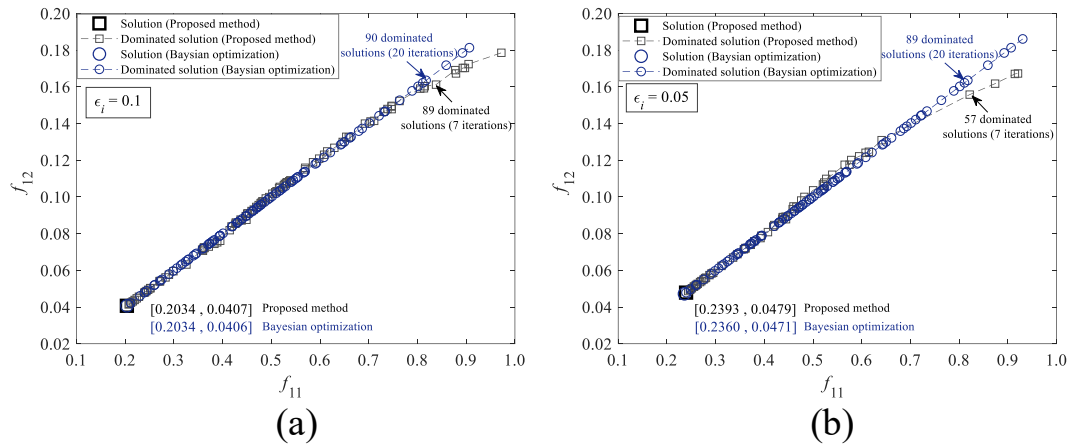 Solution (Proposed method)
Dominated solution (Proposed method)
Solution (Baysian optimization)
Dominated solution (Baysian optimization)
ϵi = 0.1
90 dominated
solutions (20 iterations)
89 dominated
solutions (7 iterations)
[0.2034 , 0.0407] Proposed method
[0.2034 , 0.0406] Bayesian optimization
0.20
0.18
0.16
0.14
0.12
0.10
0.08
0.06
0.04
0.02
f12
0.1 0.2 0.3 0.4 0.5 0.6 0.7 0.8 0.9 1.0
f11
(a)
Solution (Proposed method)
Dominated solution (Proposed method)
Solution (Baysian optimization)
Dominated solution (Baysian optimization)
ϵi = 0.05
89 dominated
solutions (20 iterations)
57 dominated
solutions (7 iterations)
[0.2393 , 0.0479] Proposed method
[0.2360 , 0.0471] Bayesian optimization
0.20
0.18
0.16
0.14
0.12
0.10
0.08
0.06
0.04
0.02
f12
0.1 0.2 0.3 0.4 0.5 0.6 0.7 0.8 0.9 1.0
f11
(b)